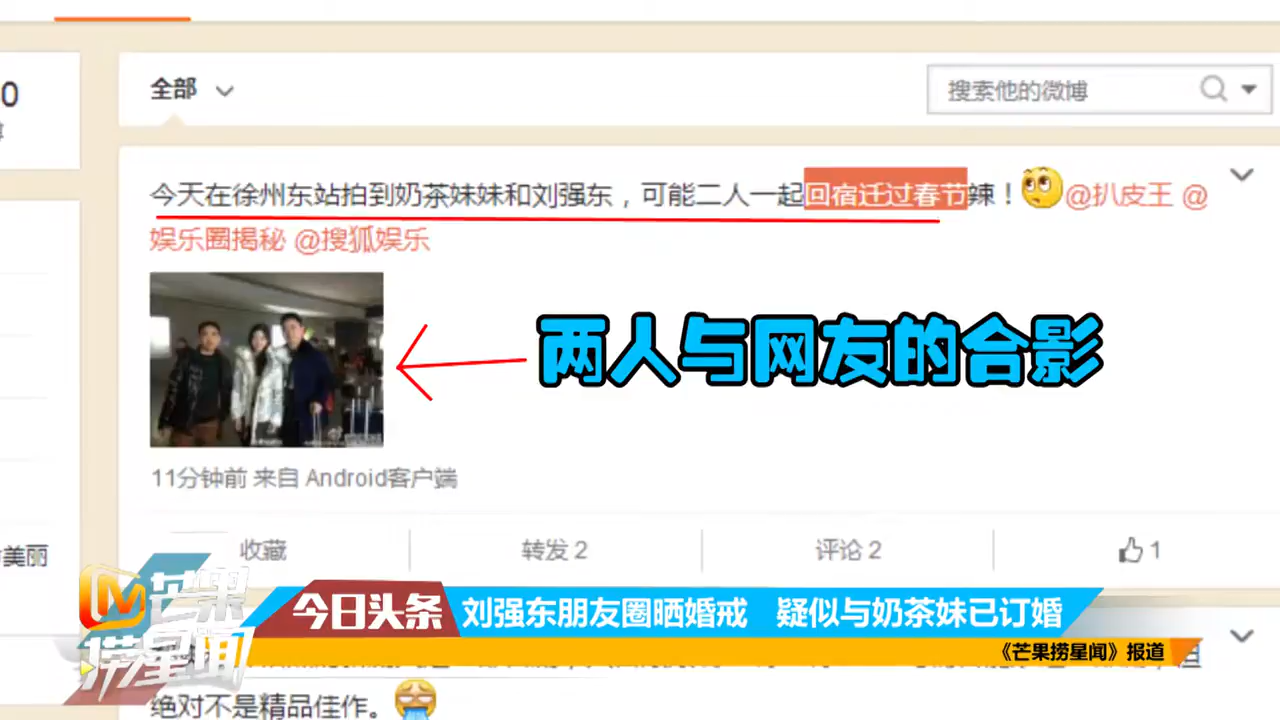 0
全部
搜索他的微博
今天在徐州东站拍到奶茶妹妹和刘强东，可能二人一起回宿迁过春节辣！@扒皮王 @
娱乐圈揭秘 @搜狐娱乐
两人与网友的合影
11分钟前 来自 Android客户端
收藏
转发 2
评论 2
1
美丽
芒果
捞星闻
今日头条
刘强东朋友圈晒婚戒 疑似与奶茶妹已订婚
《芒果捞星闻》报道
绝对不是精品佳作。